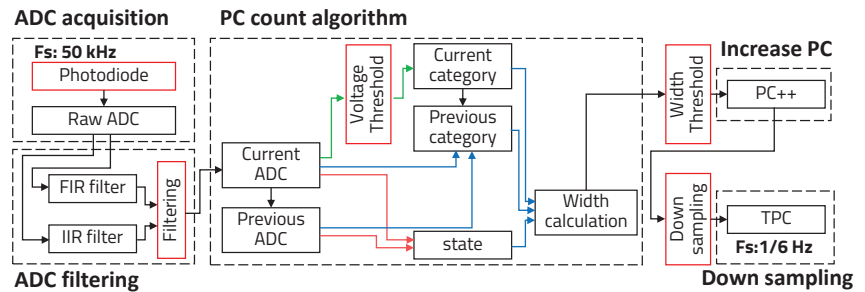 ADC acquisition
Fs: 50 kHz
Photodiode
Raw ADC
FIR filter
IIR filter
Filtering
ADC filtering
PC count algorithm
Voltage
Threshold
Current
category
Previous
category
Current
ADC
Previous
ADC
state
Width
calculation
Width
Threshold
Increase PC
PC++
Down
sampling
TPC
Fs:1/6 Hz
Down sampling